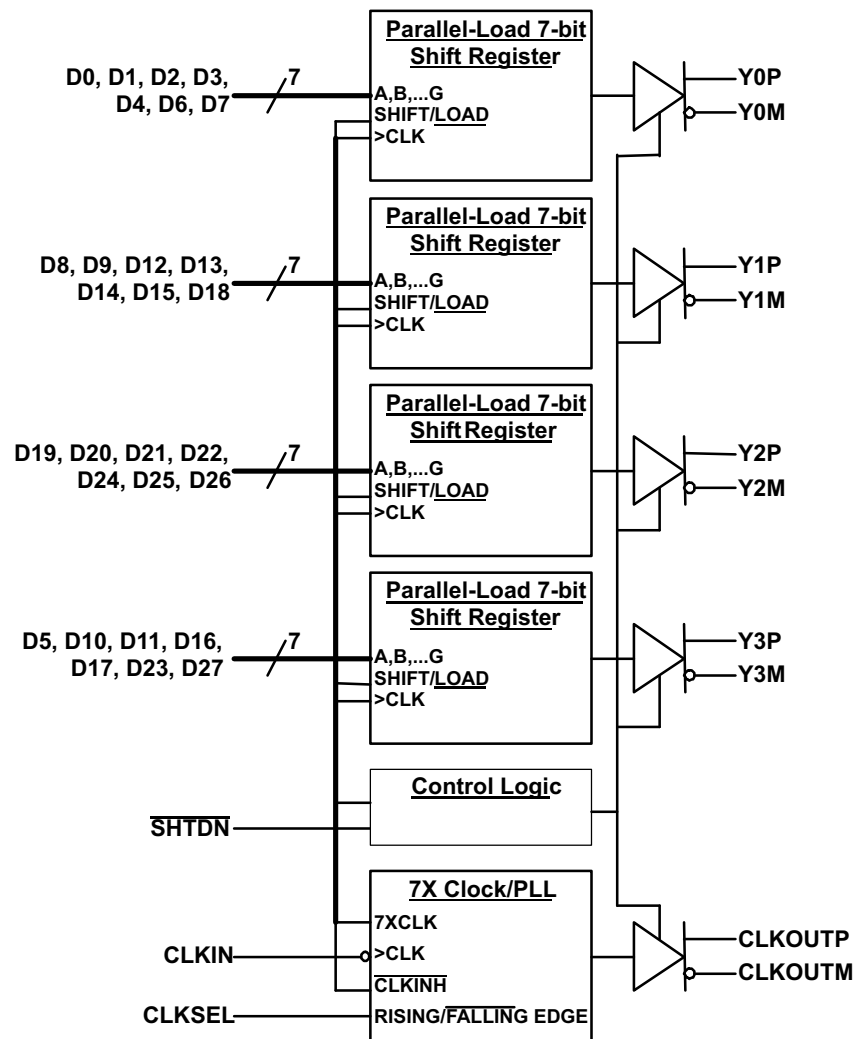 Parallel-Load 7-bit
Shift Register
D0, D1, D2, D3,
D4, D6, D7
7
A,B,...G
SHIFT/LOAD
>CLK
Y0P
Y0M
Parallel-Load 7-bit
Shift Register
D8, D9, D12, D13,
D14, D15, D18
7
A,B,...G
SHIFT/LOAD
>CLK
Y1P
Y1M
Parallel-Load 7-bit
Shift Register
D19, D20, D21, D22,
D24, D25, D26
7
A,B,...G
SHIFT/LOAD
>CLK
Y2P
Y2M
Parallel-Load 7-bit
Shift Register
D5, D10, D11, D16,
D17, D23, D27
7
A,B,...G
SHIFT/LOAD
>CLK
Y3P
Y3M
Control Logic
SHTDN
7X Clock/PLL
7XCLK
CLKIN
>CLK
CLKINH
CLKSEL
RISING/FALLING EDGE
CLKOUTP
CLKOUTM